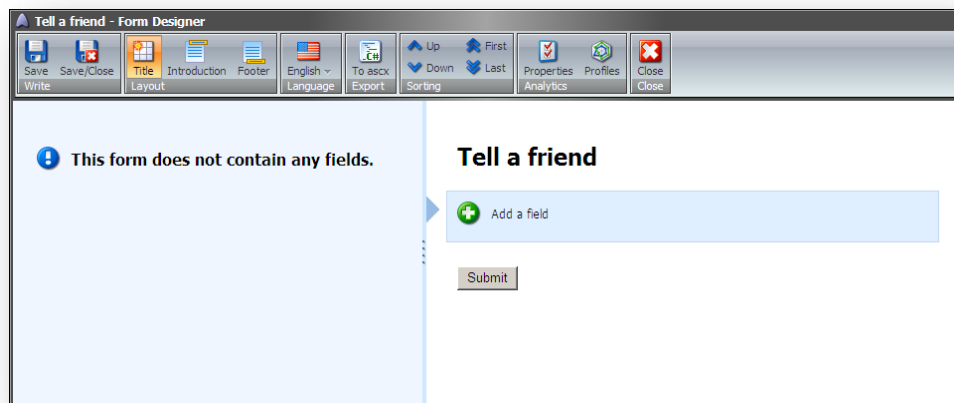 Tell a friend - Form Designer
Save Save/Close Title Introduction Footer English To ascx Up First Down Last Properties Profiles Close
Write Layout Language Export Sorting Analytics Close
C#
This form does not contain any fields.
Tell a friend
Add a field
Submit